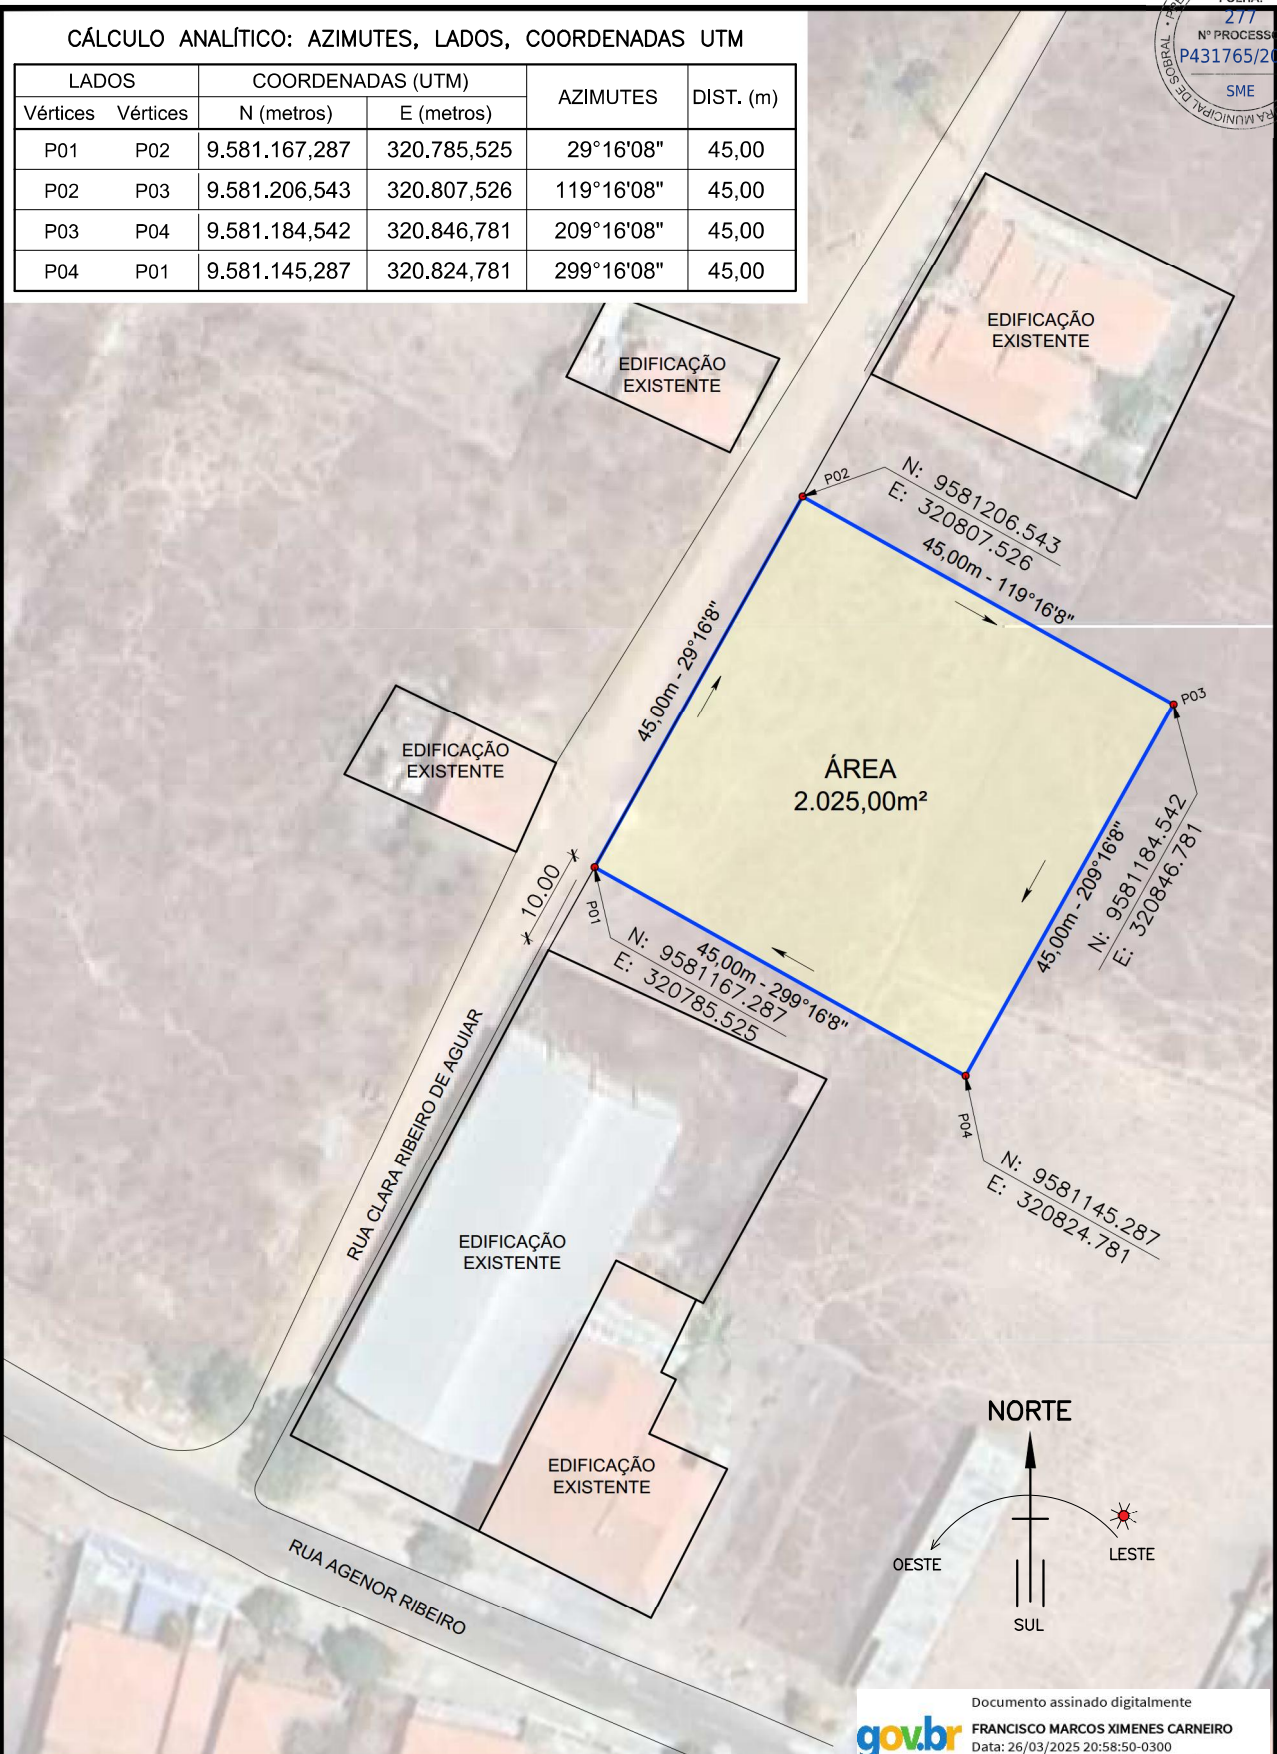 CÁLCULO ANALÍTICO: AZIMUTES, LADOS, COORDENADAS UTM
LADOS COORDENADAS (UTM) AZIMUTES DIST. (m)
Vértices Vértices N (metros) E (metros)
P01 P02 9.581.167,287 320.785,525 29°16'08" 45,00
P02 P03 9.581.206,543 320.807,526 119°16'08" 45,00
P03 P04 9.581.184,542 320.846,781 209°16'08" 45,00
P04 P01 9.581.145,287 320.824,781 299°16'08" 45,00
277
Nº PROCESSO
P431765/20
SME
MUNICIPAL DE SOBRAL
EDIFICAÇÃO
EXISTENTE
EDIFICAÇÃO
EXISTENTE
P02
N: 9581206.543
E: 320807.526
45,00m - 119°16'8"
45,00m - 29°16'8"
P03
EDIFICAÇÃO
EXISTENTE
ÁREA
2.025,00m²
N: 9581184.542
E: 320846.781
45,00m - 209°16'8"
10.00
P01
N: 9581167.287
E: 320785.525
45,00m - 299°16'8"
RUA CLARA RIBEIRO DE AGUIAR
P04
N: 9581145.287
E: 320824.781
EDIFICAÇÃO
EXISTENTE
EDIFICAÇÃO
EXISTENTE
NORTE
OESTE
LESTE
SUL
RUA AGENOR RIBEIRO
gov.br
Documento assinado digitalmente
FRANCISCO MARCOS XIMENES CARNEIRO
Data: 26/03/2025 20:58:50-0300